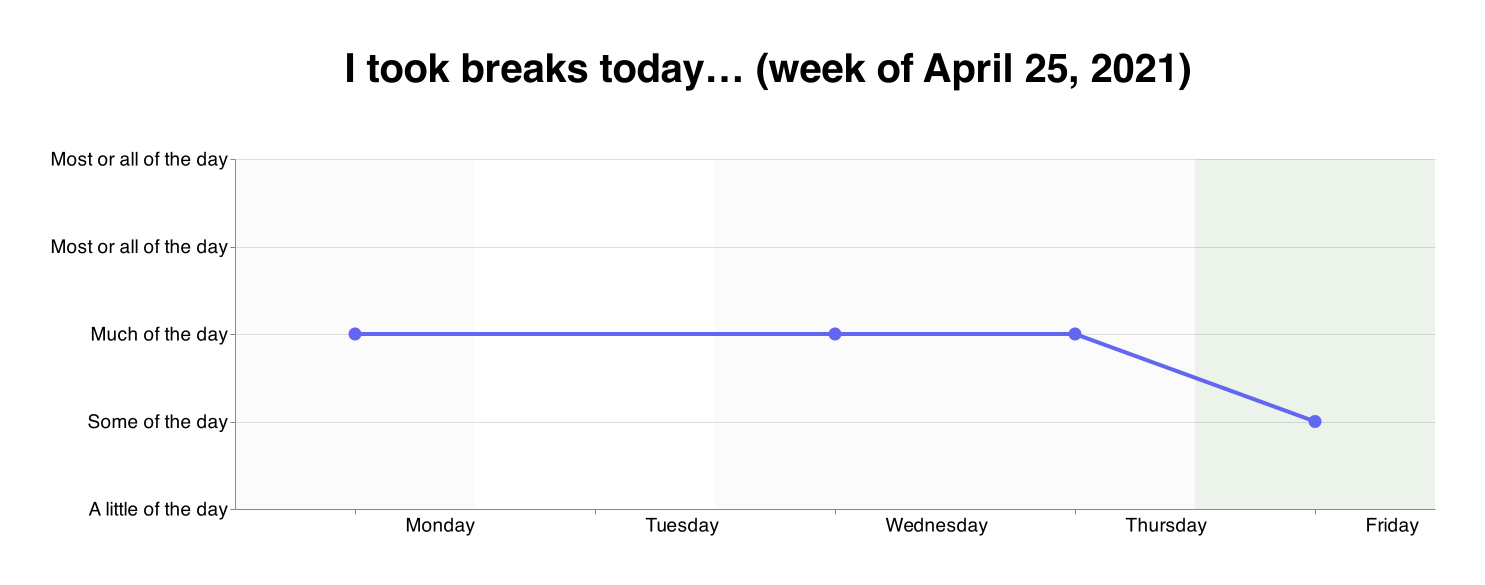 I took breaks today… (week of April 25, 2021)
Most or all of the day
Most or all of the day
Much of the day
Some of the day
A little of the day
Monday Tuesday Wednesday Thursday Friday